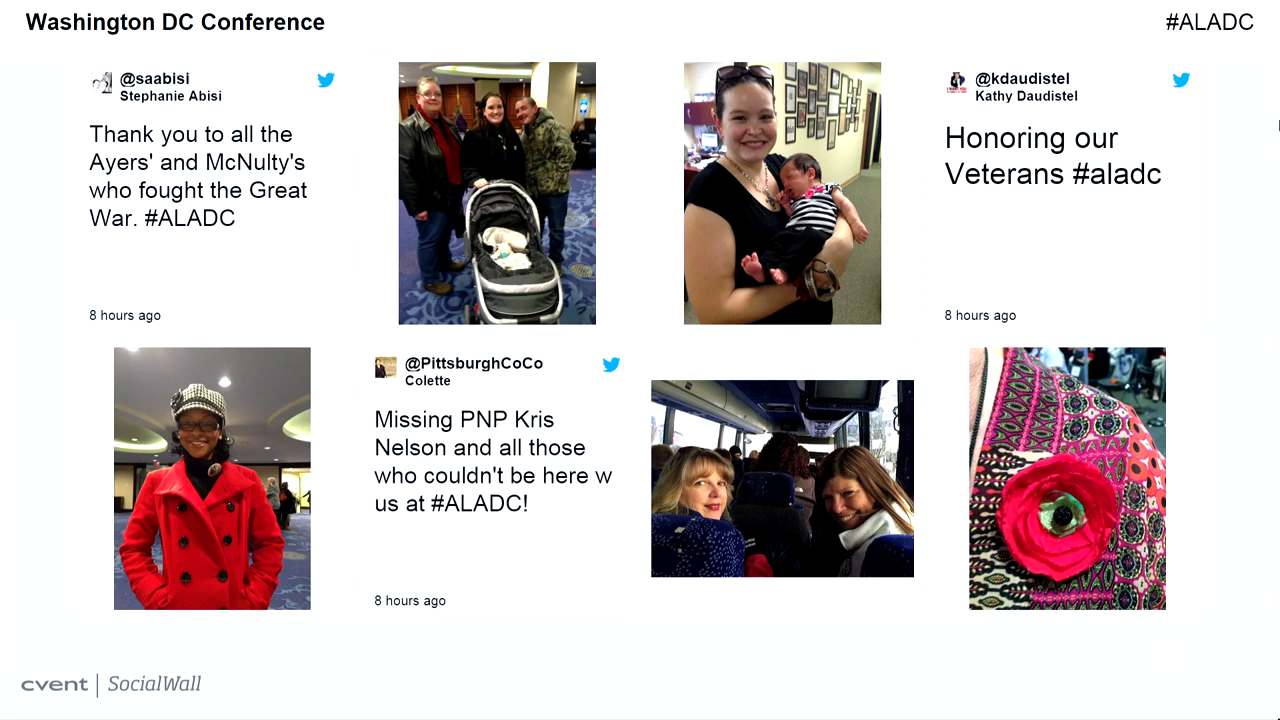 Washington DC Conference
#ALADC
@saabisi
Stephanie Abisi
Thank you to all the
Ayers' and McNulty's
who fought the Great
War. #ALADC
8 hours ago
@kdaudistel
Kathy Daudistel
Honoring our
Veterans #aladc
8 hours ago
@PittsburghCoCo
Colette
Missing PNP Kris
Nelson and all those
who couldn't be here w
us at #ALADC!
8 hours ago
cvent | SocialWall